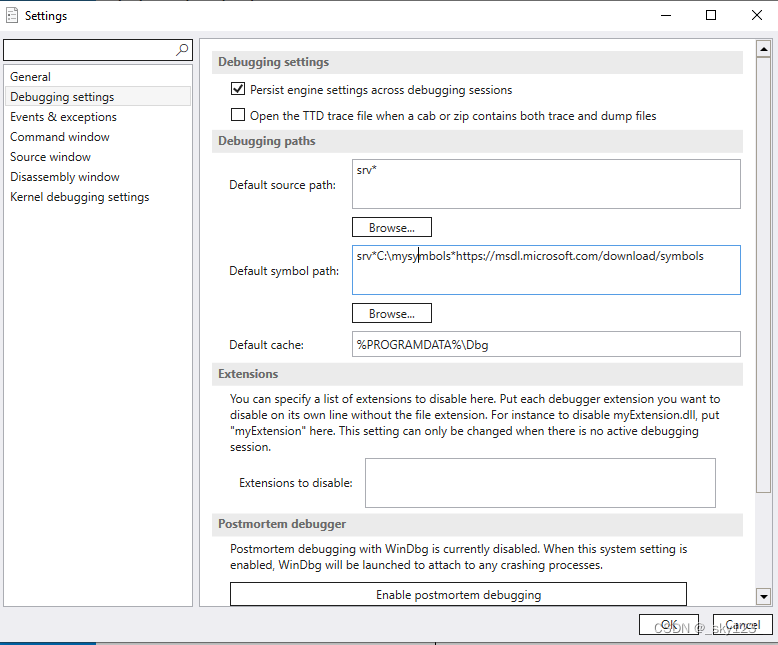 Settings
General
Debugging settings
Events & exceptions
Command window
Source window
Disassembly window
Kernel debugging settings
Debugging settings
Persist engine settings across debugging sessions
Open the TTD trace file when a cab or zip contains both trace and dump files
Debugging paths
Default source path:
srv*
Browse...
Default symbol path:
srv*C:\mysymbols*https://msdl.microsoft.com/download/symbols
Browse...
Default cache:
%PROGRAMDATA%\Dbg
Extensions
You can specify a list of extensions to disable here. Put each debugger extension you want to
disable on its own line without the file extension. For instance to disable myExtension.dll, put
"myExtension" here. This setting can only be changed when there is no active debugging
session.
Extensions to disable:
Postmortem debugger
Postmortem debugging with WinDbg is currently disabled. When this system setting is
enabled, WinDbg will be launched to attach to any crashing processes.
Enable postmortem debugging
OK
Cancel
CSDN @_sky123_